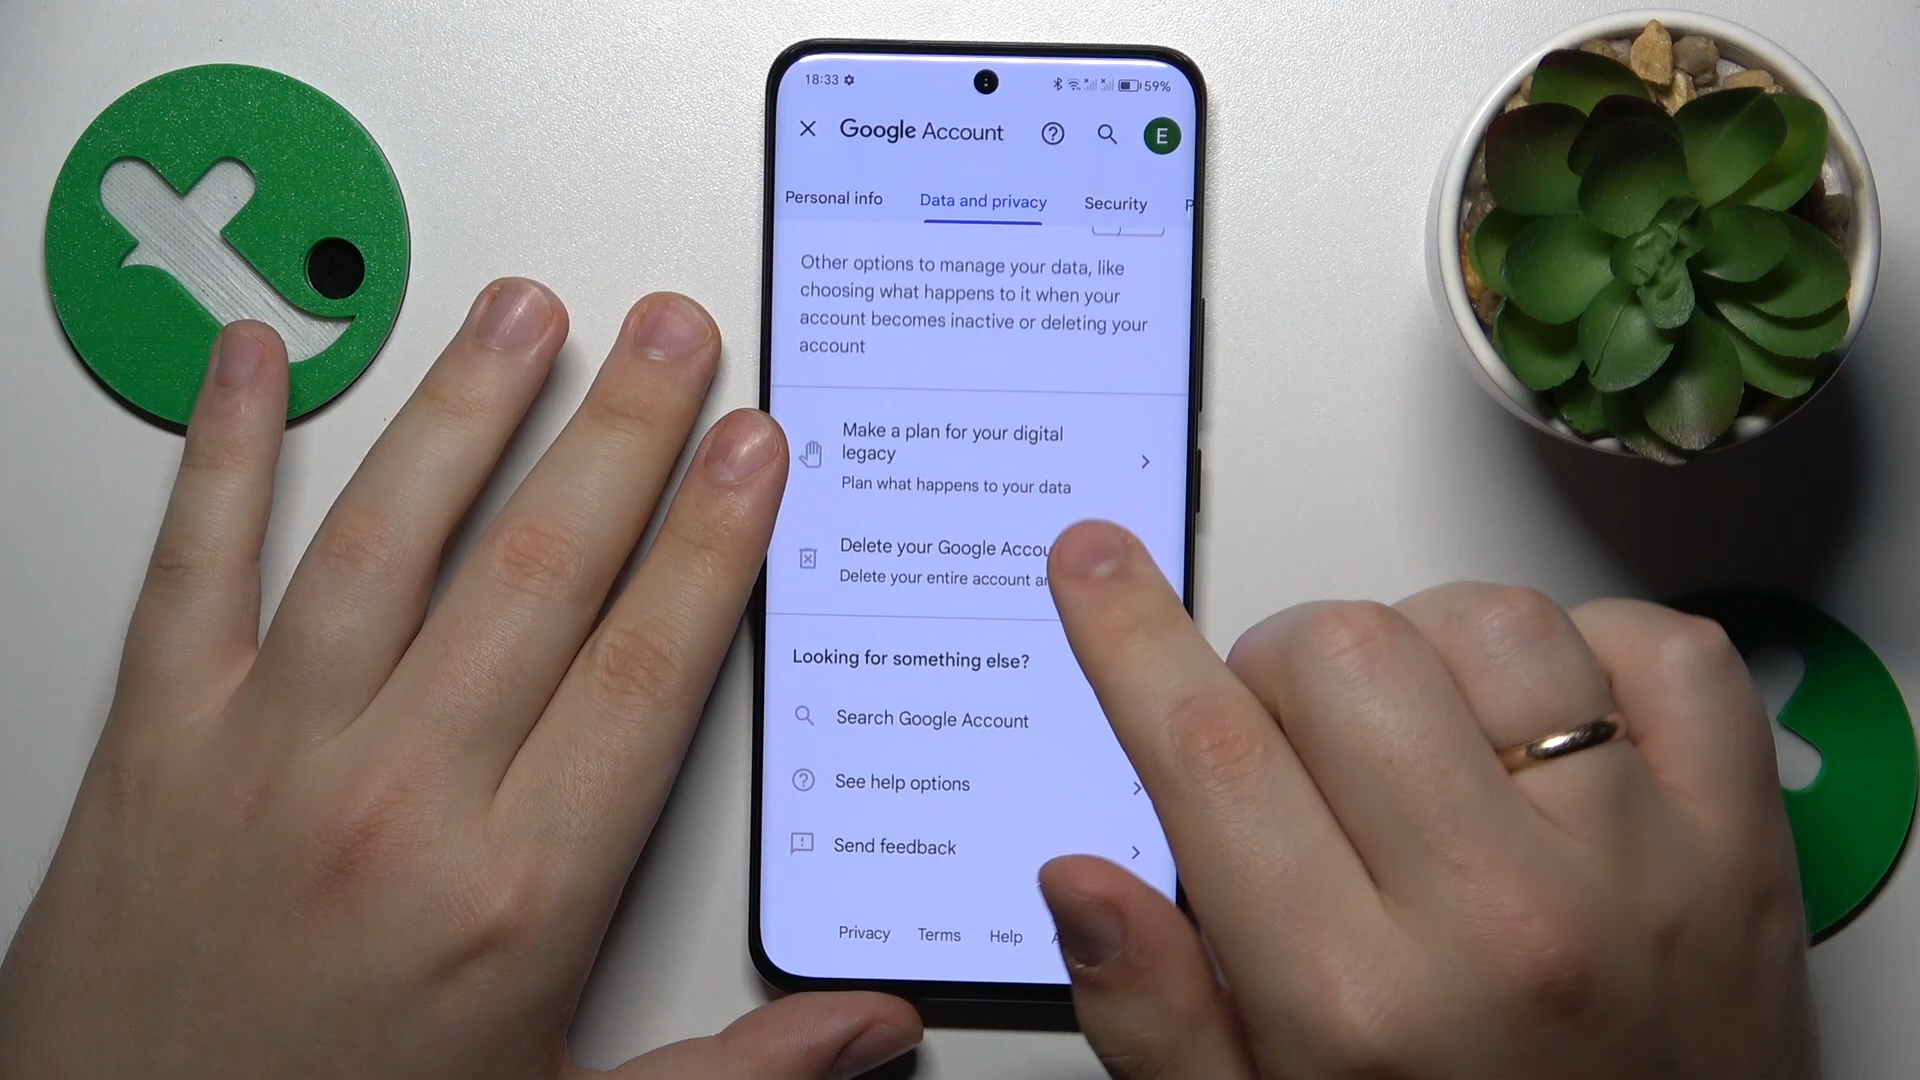 18:33
59%
Google Account
E
Personal info
Data and privacy
Security
Other options to manage your data, like
choosing what happens to it when your
account becomes inactive or deleting your
account
Make a plan for your digital
legacy
Plan what happens to your data
Delete your Google
Delete your entire account
Looking for something else?
Search Google Account
See help options
Send feedback
Privacy
Terms
Help